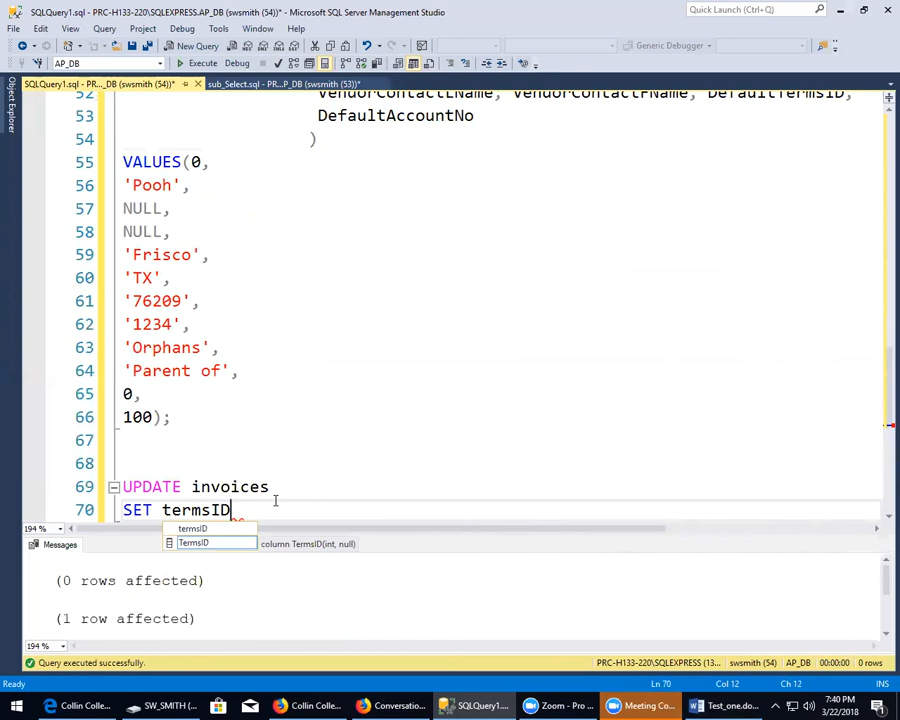 SQLQuery1.sql - PRC-H133-220\SQLEXPRESS.AP_DB (swsmith (54))* - Microsoft SQL Server Management Studio
Quick Launch (Ctrl+Q)
File Edit View Query Project Debug Tools Window Help
New Query
Generic Debugger
AP_DB
Execute Debug
SQLQuery1.sql - PR..._DB (swsmith (54))*
sub_Select.sql - PR...P_DB (swsmith (53))*
Object Explorer
52 VendorContactLName, VendorContactFName, DefaultTermsID,
53 DefaultAccountNo
54 )
55 VALUES(0,
56 'Pooh',
57 NULL,
58 NULL,
59 'Frisco',
60 'TX',
61 '76209',
62 '1234',
63 'Orphans',
64 'Parent of',
65 0,
66 100);
67
68
69 UPDATE invoices
70 SET termsID
194 %
termsID
TermsID
column TermsID(int, null)
Messages
(0 rows affected)
(1 row affected)
194 %
Query executed successfully.
PRC-H133-220\SQLEXPRESS (13... swsmith (54) AP_DB 00:00:00 0 rows
Ready
Ln 70 Col 12 Ch 12 INS
Collin Collec...
SW_SMITH (...
Collin Colle...
Conversatio...
SQLQuery1.s...
Zoom - Pro ...
Meeting Co...
Test_one.do...
7:40 PM
3/22/2018